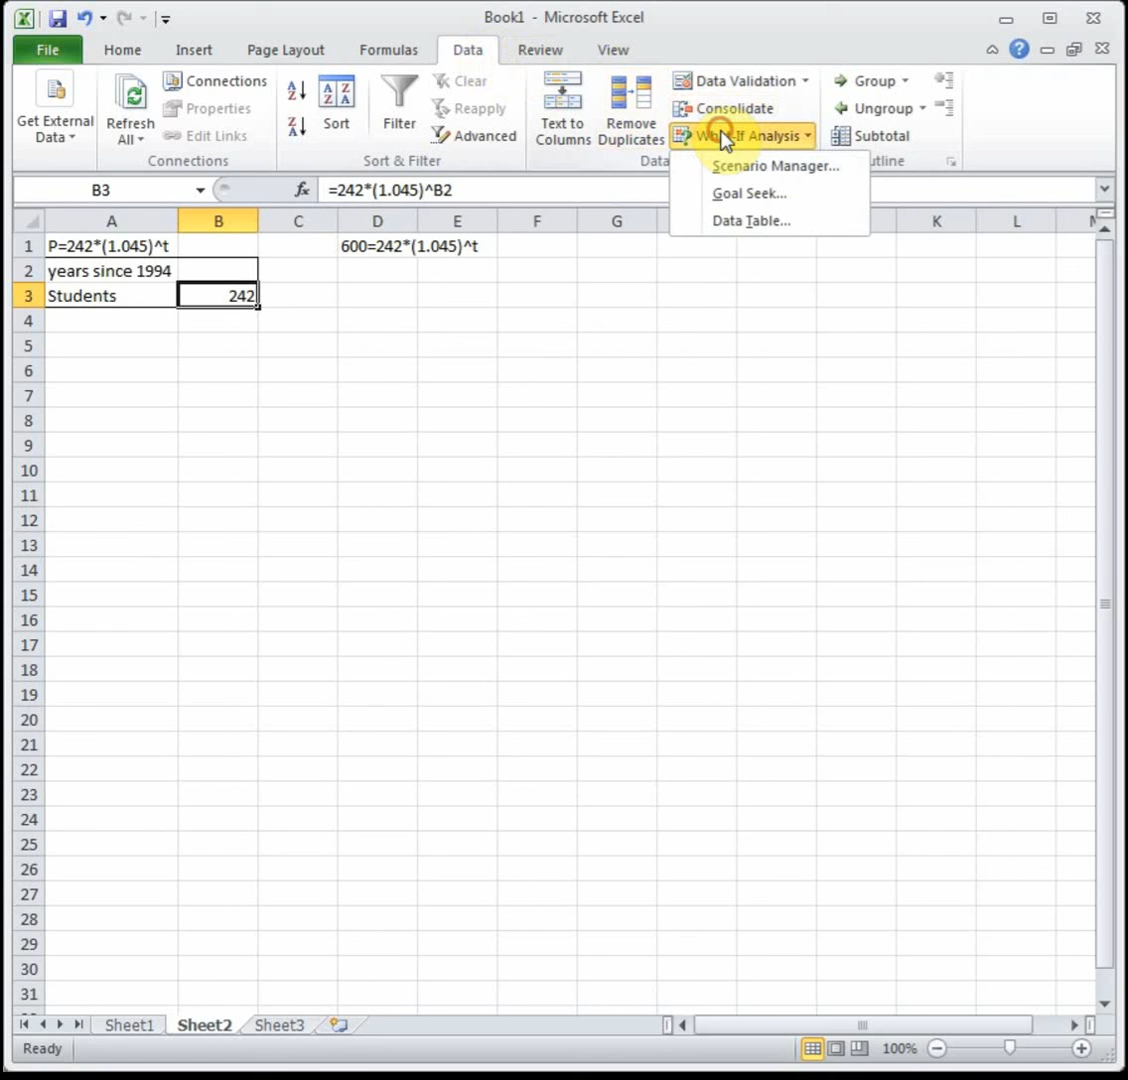 Book1 - Microsoft Excel
File Home Insert Page Layout Formulas Data Review View
Get External Data
Refresh All
Connections
Properties
Edit Links
Connections
Sort
Filter
Clear
Reapply
Advanced
Sort & Filter
Text to Columns
Remove Duplicates
Data Validation
Consolidate
What-If Analysis
Data
Group
Ungroup
Subtotal
Scenario Manager...
Goal Seek...
Data Table...
B3 fx =242*(1.045)^B2
A B C D E F G K L
1 P=242*(1.045)^t 600=242*(1.045)^t
2 years since 1994
3 Students 242
4
5
6
7
8
9
10
11
12
13
14
15
16
17
18
19
20
21
22
23
24
25
26
27
28
29
30
31
Sheet1 Sheet2 Sheet3
Ready 100%